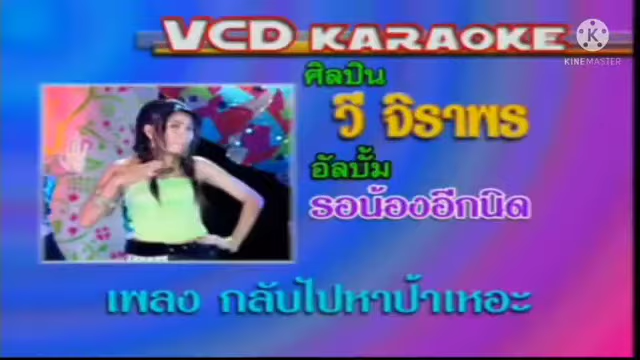 VCD KARAOKE
KINEMASTER
ศิลปิน
วี จิราพร
อัลบั้ม
รอน้องอีกนิด
เพลง กลับไปหาป้าเหอะ